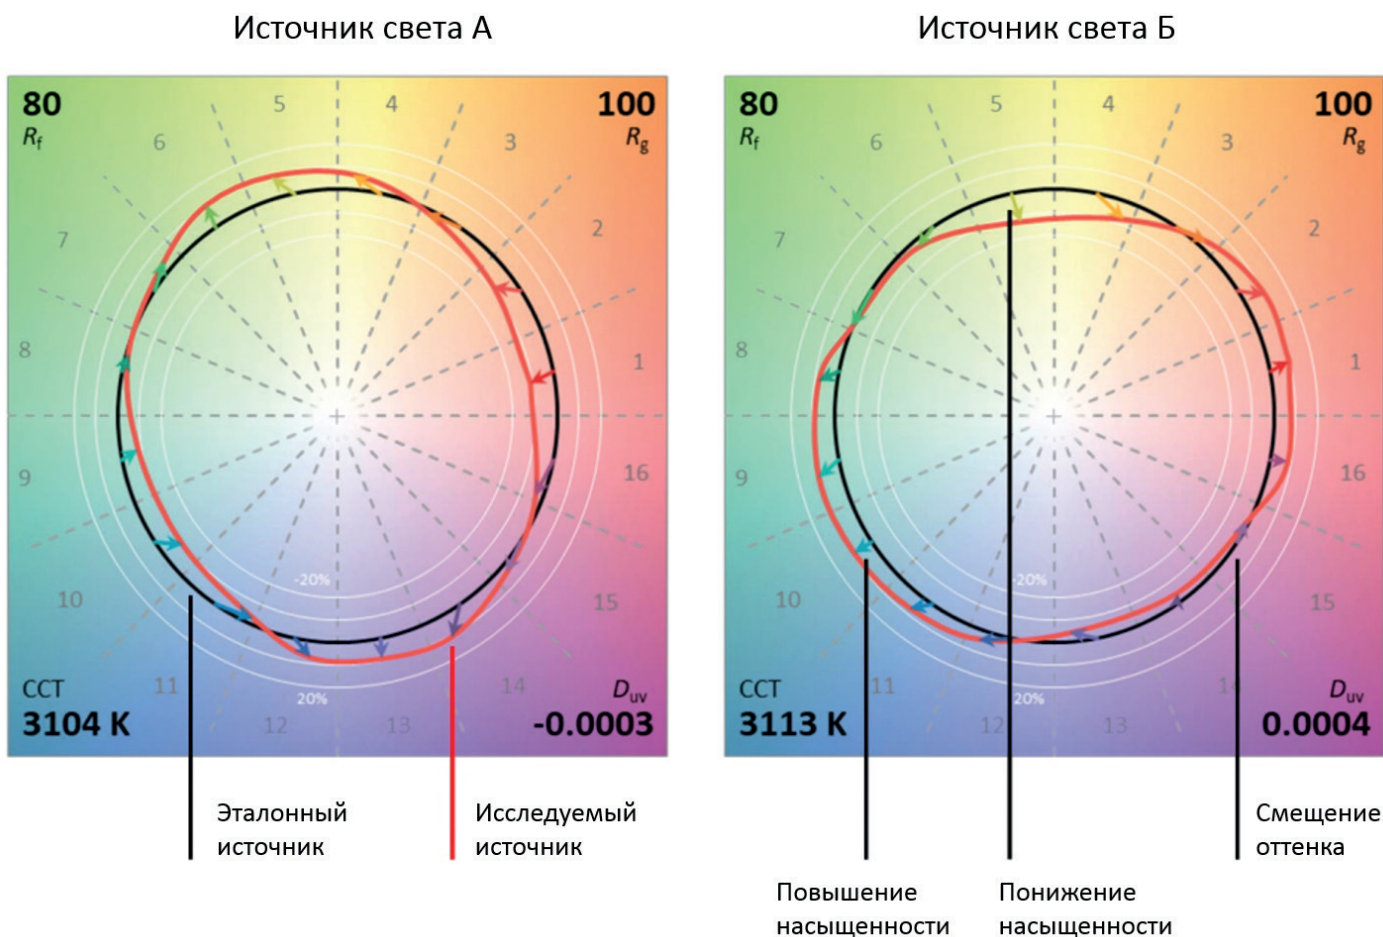 Источник света А
Источник света Б
80
100
Rf
Rg
5
4
6
3
7
2
8
1
9
16
10
15
11
14
12
13
-20%
20%
CCT
Duv
3104 K
-0.0003
80
100
Rf
Rg
5
4
6
3
7
2
8
1
9
16
10
15
11
14
12
13
-20%
20%
CCT
Duv
3113 K
0.0004
Эталонный
источник
Исследуемый
источник
Смещение
оттенка
Повышение
насыщенности
Понижение
насыщенности